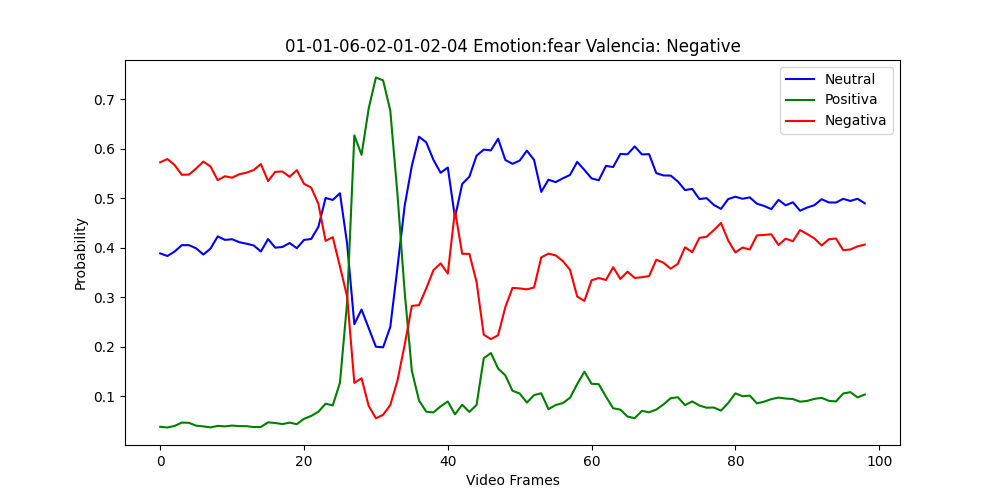 01-01-06-02-01-02-04 Emotion:fear Valencia: Negative
Neutral
Positiva
Negativa
Probability
0.7
0.6
0.5
0.4
0.3
0.2
0.1
0 20 40 60 80 100
Video Frames